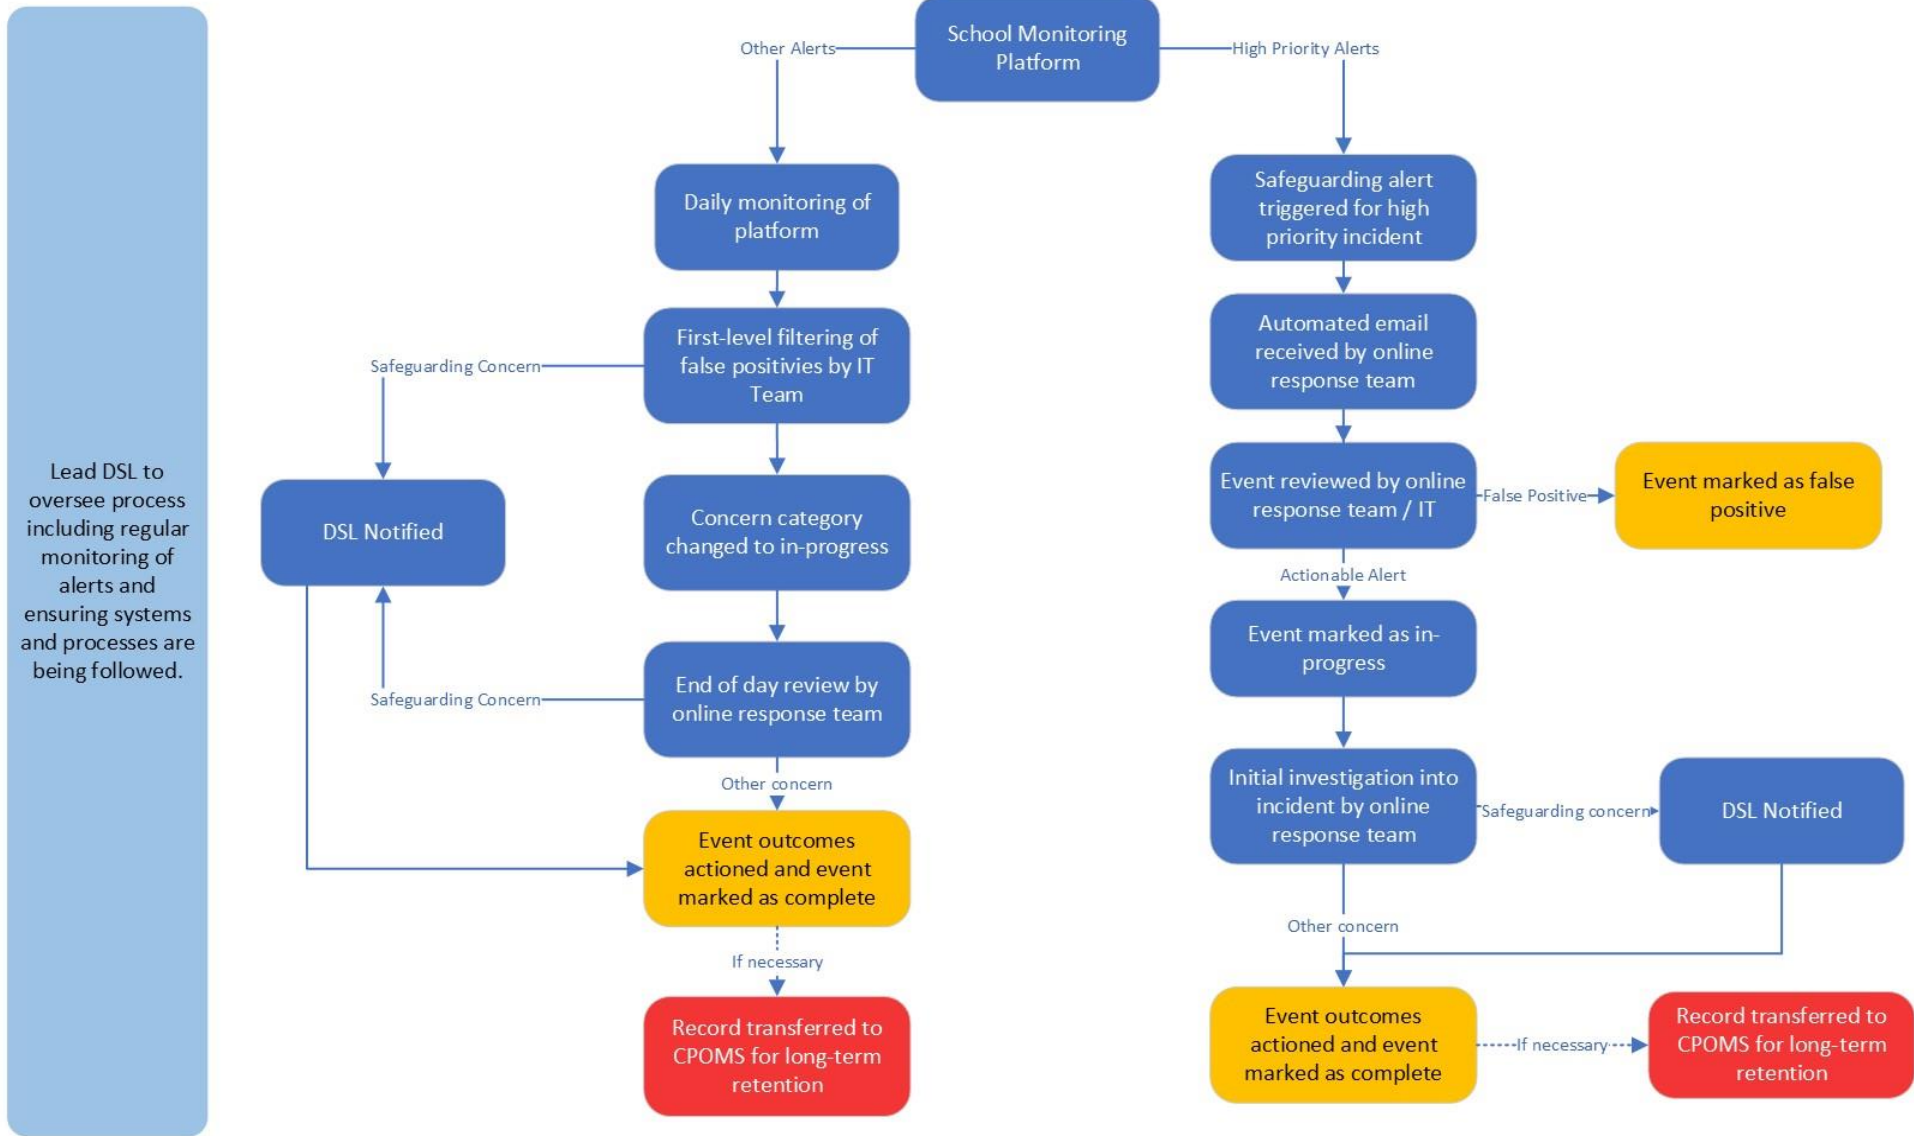 Lead DSL to
oversee process
including regular
monitoring of
alerts and
ensuring systems
and processes are
being followed.
School Monitoring
Platform
Other Alerts
High Priority Alerts
Daily monitoring of
platform
First-level filtering of
false positivies by IT
Team
Safeguarding Concern
DSL Notified
Concern category
changed to in-progress
End of day review by
online response team
Safeguarding Concern
Other concern
Event outcomes
actioned and event
marked as complete
If necessary
Record transferred to
CPOMS for long-term
retention
Safeguarding alert
triggered for high
priority incident
Automated email
received by online
response team
Event reviewed by online
response team / IT
False Positive
Event marked as false
positive
Actionable Alert
Event marked as in-
progress
Initial investigation into
incident by online
response team
Safeguarding concern
DSL Notified
Other concern
Event outcomes
actioned and event
marked as complete
If necessary
Record transferred to
CPOMS for long-term
retention